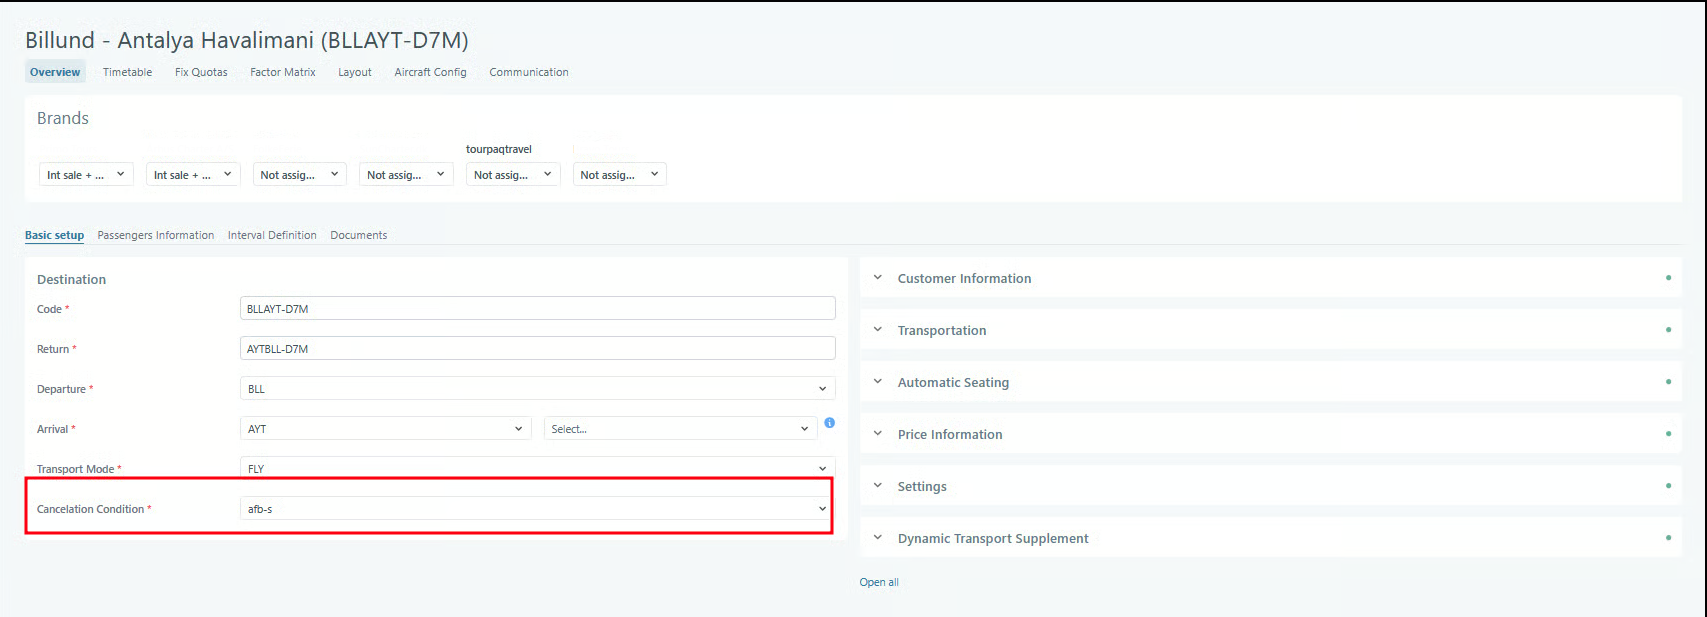 Billund - Antalya Havalimani (BLLAYT-D7M)
Overview Timetable Fix Quotas Factor Matrix Layout Aircraft Config Communication
Brands
tourpaqtravel
Int sale + ... Int sale + ... Not assig... Not assig... Not assig... Not assig...
Basic setup Passengers Information Interval Definition Documents
Destination
Code * BLLAYT-D7M
Return * AYTBLL-D7M
Departure * BLL
Arrival * AYT Select...
Transport Mode * FLY
Cancelation Condition * afb-s
Customer Information
Transportation
Automatic Seating
Price Information
Settings
Dynamic Transport Supplement
Open all